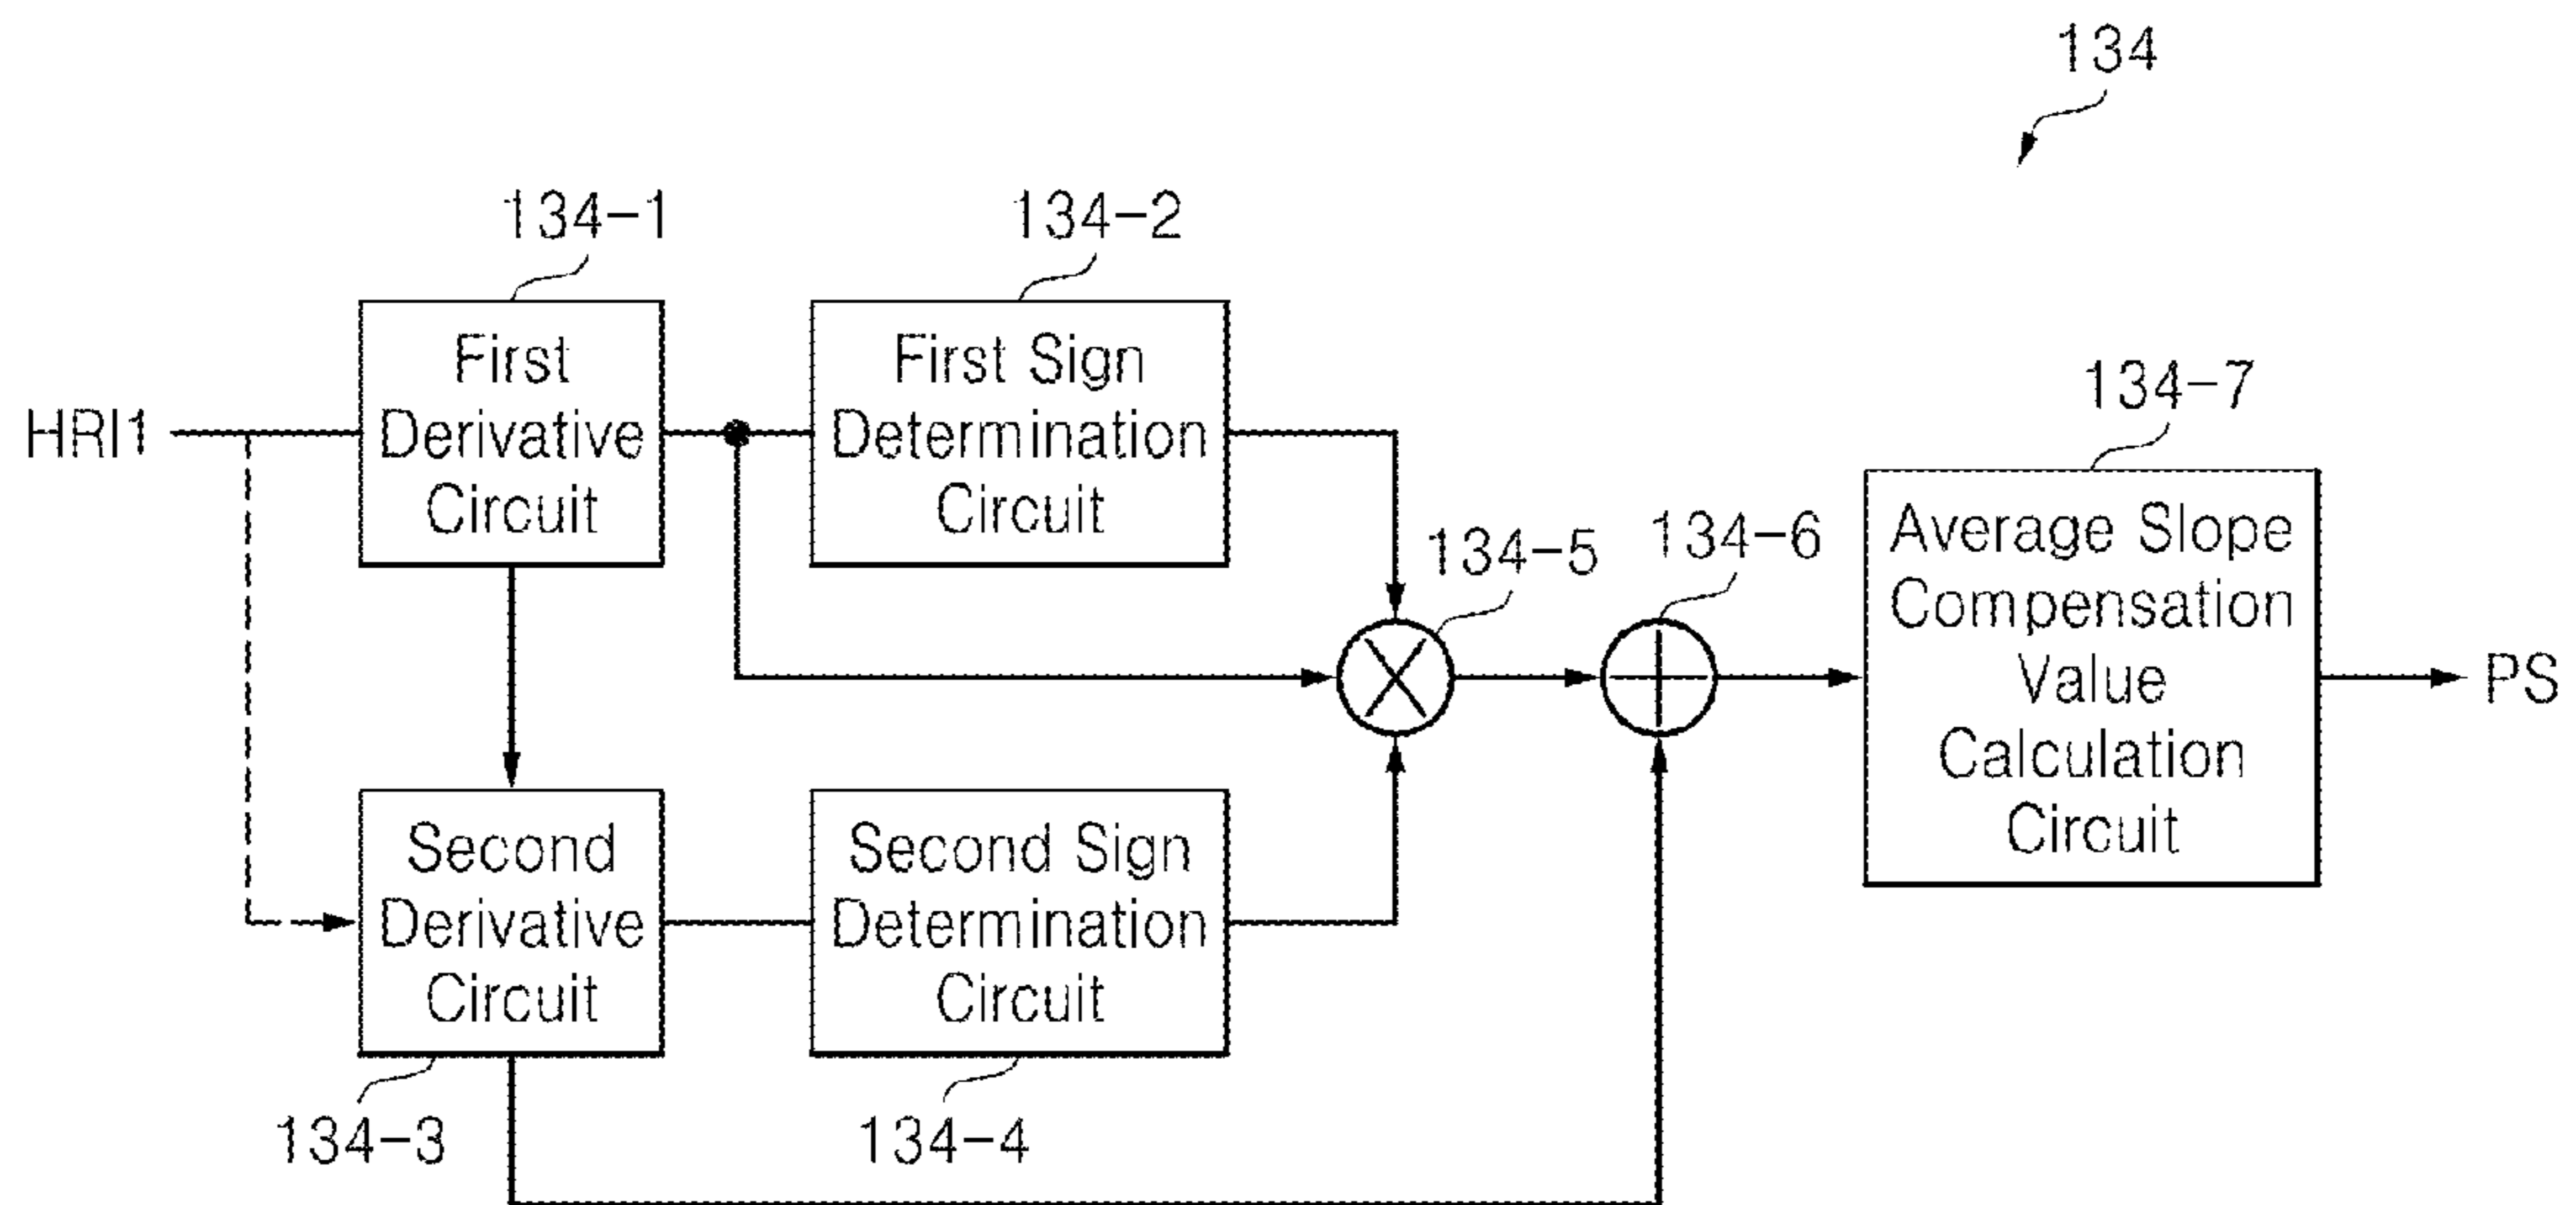 134
134-1
134-2
First
Derivative
Circuit
First Sign
Determination
Circuit
134-7
HRI1
134-5
134-6
Average Slope
Compensation
Value
Calculation
Circuit
PS
Second
Derivative
Circuit
Second Sign
Determination
Circuit
134-3
134-4